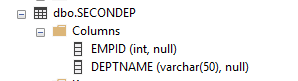 dbo.SECONDEP
Columns
EMPID (int, null)
DEPTNAME (varchar(50), null)